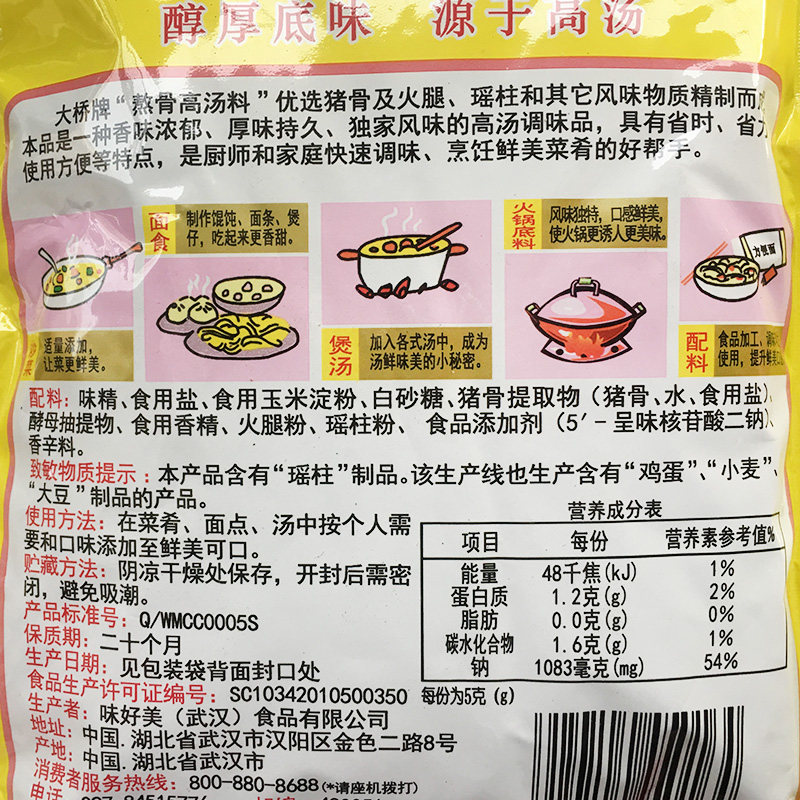 醇厚底味 源于高汤
大桥牌“熬骨高汤料”优选猪骨及火腿、瑶柱和其它风味物质精制而成
本品是一种香味浓郁、厚味持久、独家风味的高汤调味品，具有省时、省力
使用方便等特点，是厨师和家庭快速调味、烹饪鲜美菜肴的好帮手。
面食
制作馄饨、面条、煲
仔，吃起来更香甜。
火锅底料
风味独特，口感鲜美，
使火锅更诱人更美味。
方便面
适量添加，
让菜更鲜美。
煲汤
加入各式汤中，成为
汤鲜味美的小秘密。
配料
食品加工、
使用，提升鲜美
配料：味精、食用盐、食用玉米淀粉、白砂糖、猪骨提取物（猪骨、水、食用盐）、
酵母抽提物、食用香精、火腿粉、瑶柱粉、食品添加剂（5′-呈味核苷酸二钠）、
香辛料。
致敏物质提示：本产品含有“瑶柱”制品。该生产线也生产含有“鸡蛋”、“小麦”、
“大豆”制品的产品。
使用方法：在菜肴、面点、汤中按个人需
要和口味添加至鲜美可口。
贮藏方法：阴凉干燥处保存，开封后需密
闭，避免吸潮。
产品标准号：Q/WMCC0005S
保质期：二十个月
生产日期：见包装袋背面封口处
食品生产许可证编号：SC10342010500350
生产者：味好美（武汉）食品有限公司
地址：中国.湖北省武汉市汉阳区金色二路8号
产地：中国.湖北省武汉市
消费者服务热线：800-880-8688(*请座机拨打)
电话
营养成分表
项目 每份 营养素参考值%
能量 48千焦(kJ) 1%
蛋白质 1.2克(g) 2%
脂肪 0.0克(g) 0%
碳水化合物 1.6克(g) 1%
钠 1083毫克(mg) 54%
每份为5克(g)